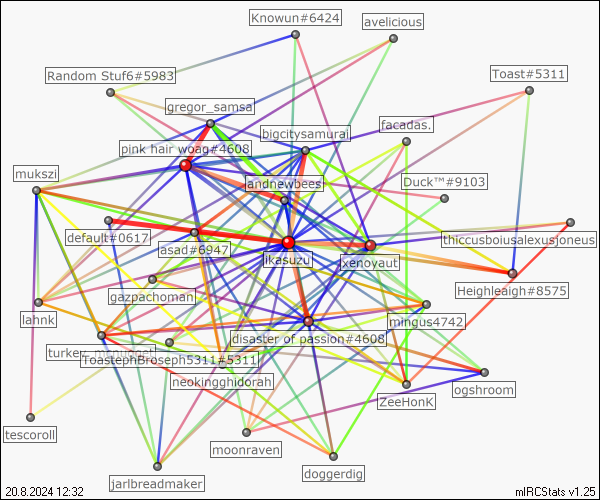 Knowun#6424
avelicious
Random Stuf6#5983
Toast#5311
gregor_samsa
bigcitysamurai
facadas.
pink hair woag#4608
mukszi
andnewbees
Duck™#9103
default#0617
asad#6947
ikasuzu
xenoyaut
thiccusboiusalexusjoneus
gazpachoman
Heighleaigh#8575
lahnk
mingus4742
disaster of passion#4608
turkey_mcnugget
ToastephBroseph5311#5311
neokingghidorah
ogshroom
ZeeHonK
tescoroll
moonraven
doggerdig
jarlbreadmaker
20.8.2024 12:32
mIRCStats v1.25